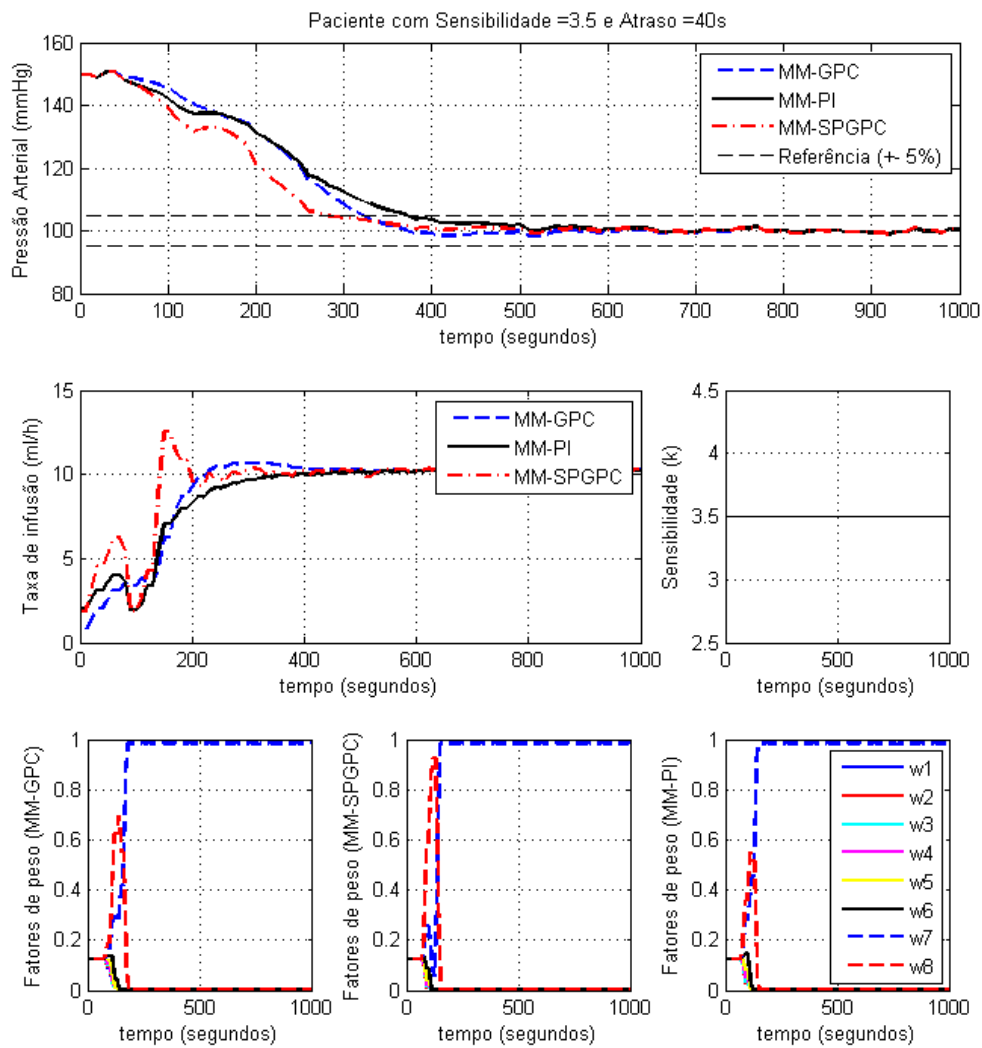 Paciente com Sensibilidade =3.5 e Atraso =40s
Pressão Arterial (mmHg)
160
140
120
100
80
MM-GPC
MM-PI
MM-SPGPC
Referência (+- 5%)
0 100 200 300 400 500 600 700 800 900 1000
tempo (segundos)
Taxa de infusão (ml/h)
15
10
5
0
MM-GPC
MM-PI
MM-SPGPC
0 200 400 600 800 1000
tempo (segundos)
Sensibilidade (k)
4.5
4
3.5
3
2.5
0 500 1000
tempo (segundos)
Fatores de peso (MM-GPC)
1
0.8
0.6
0.4
0.2
0
0 500 1000
tempo (segundos)
Fatores de peso (MM-SPGPC)
1
0.8
0.6
0.4
0.2
0
0 500 1000
tempo (segundos)
Fatores de peso (MM-PI)
1
0.8
0.6
0.4
0.2
0
w1
w2
w3
w4
w5
w6
w7
w8
0 500 1000
tempo (segundos)